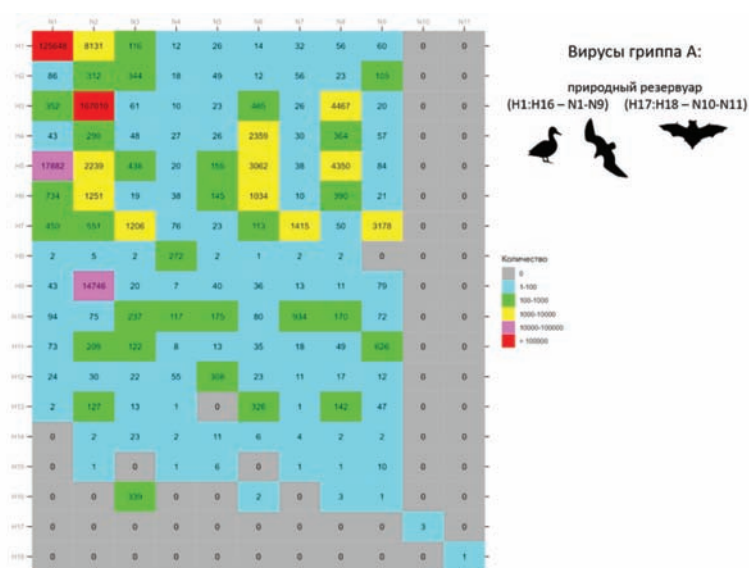 N1 N2 N3 N4 N5 N6 N7 N8 N9 N10 N11
H1 125648 8131 116 12 26 14 32 56 60 0 0
H2 86 312 344 18 49 12 56 23 0 0
H3 352 61 10 23 26 4467 20 0 0
H4 43 48 27 26 2359 30 364 57 0 0
H5 17882 2239 436 20 3062 38 4350 84 0 0
H6 734 1251 19 38 145 1034 10 390 21 0 0
H7 1206 76 23 113 1415 50 3178 0 0
H8 2 5 2 272 2 1 2 2 0 0 0
H9 43 14746 20 7 40 36 13 11 79 0 0
H10 94 75 237 117 175 80 934 170 72 0 0
H11 73 122 8 13 35 18 49 626 0 0
H12 24 30 22 55 23 11 17 12 0 0
H13 2 127 13 1 0 326 1 142 47 0 0
H14 0 2 23 2 11 6 4 2 2 0 0
H15 0 1 0 1 6 0 1 1 10 0 0
H16 0 0 0 0 2 0 3 1 0 0
H17 0 0 0 0 0 0 0 0 0 3 0
H18 0 0 0 0 0 0 0 0 0 0 1
Вирусы гриппа А:
природный резервуар
(H1:H16 – N1-N9) (H17:H18 – N10-N11)
Количество
0
1-100
100-1000
1000-10000
10000-100000
> 100000